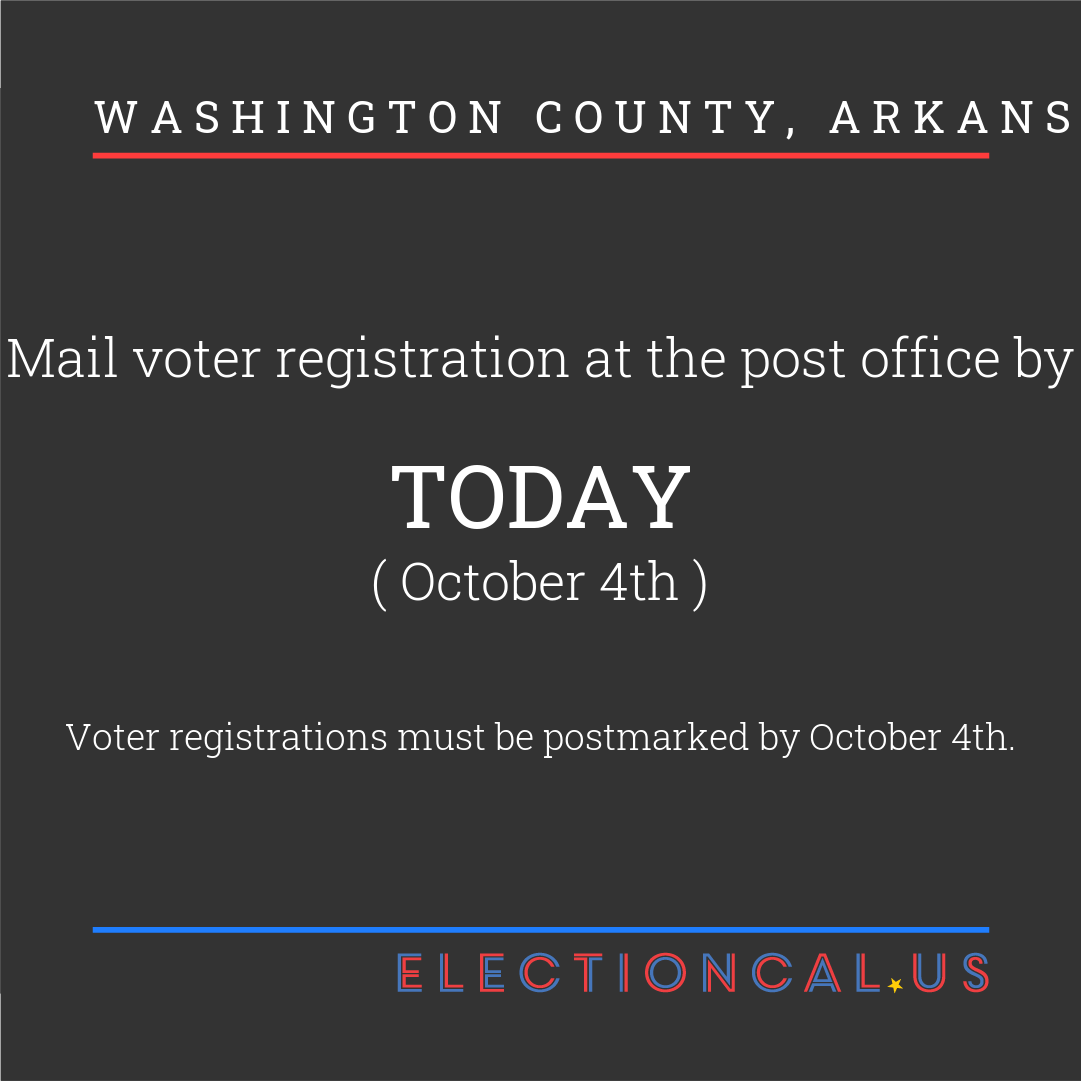 WASHINGTON COUNTY, ARKANS
Mail voter registration at the post office by
TODAY
( October 4th )
Voter registrations must be postmarked by October 4th.
ELECTIONCAL.US